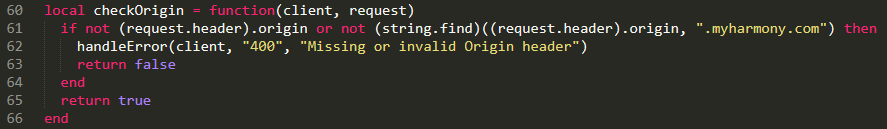 60 local checkOrigin = function(client, request)
61 if not (request.header).origin or not (string.find)((request.header).origin, ".myharmony.com") then
62 handleError(client, "400", "Missing or invalid Origin header")
63 return false
64 end
65 return true
66 end